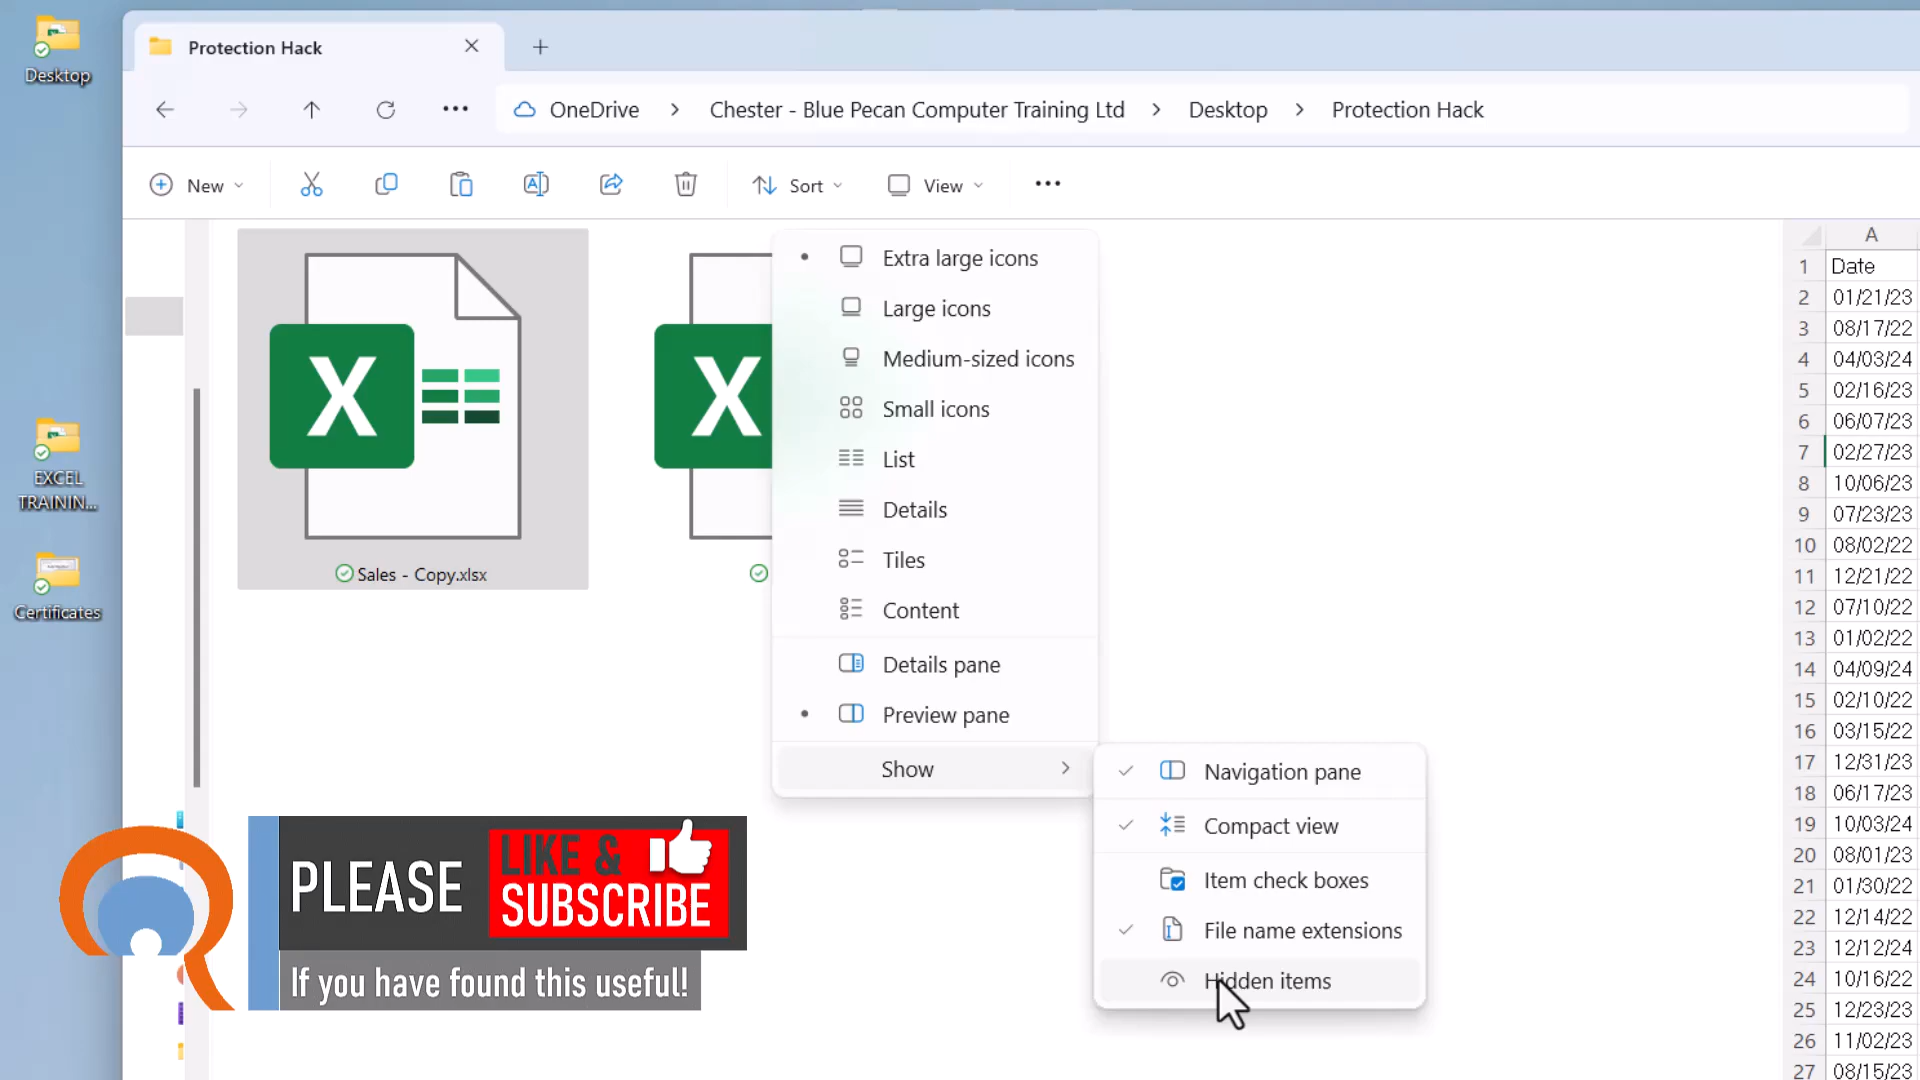 Desktop
EXCEL
TRAININ...
Certificates
Protection Hack
OneDrive > Chester - Blue Pecan Computer Training Ltd > Desktop > Protection Hack
New
Sort
View
X
Sales - Copy.xlsx
X
Extra large icons
Large icons
Medium-sized icons
Small icons
List
Details
Tiles
Content
Details pane
Preview pane
Show
Navigation pane
Compact view
Item check boxes
File name extensions
Hidden items
A
1 Date
2 01/21/23
3 08/17/22
4 04/03/24
5 02/16/23
6 06/07/23
7 02/27/23
8 10/06/23
9 07/23/23
10 08/02/22
11 12/21/22
12 07/10/22
13 01/02/22
14 04/09/24
15 02/10/22
16 03/15/22
17 12/31/23
18 06/17/23
19 10/03/24
20 08/01/23
21 01/30/22
22 12/14/22
23 12/12/24
24 10/16/22
25 12/23/23
26 11/02/23
27 08/15/23
PLEASE
LIKE &
SUBSCRIBE
If you have found this useful!